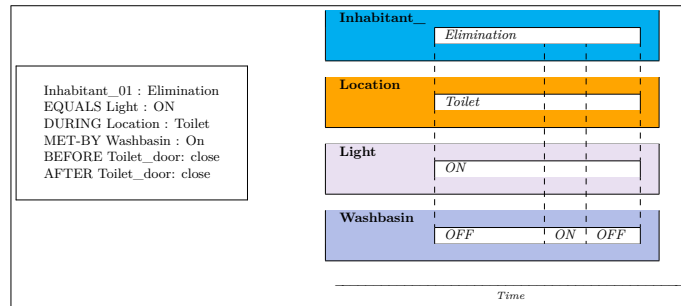 Inhabitant_01 : Elimination
EQUALS Light : ON
DURING Location : Toilet
MET-BY Washbasin : On
BEFORE Toilet_door: close
AFTER Toilet_door: close
Inhabitant_
Elimination
Location
Toilet
Light
ON
Washbasin
OFF ON OFF
Time